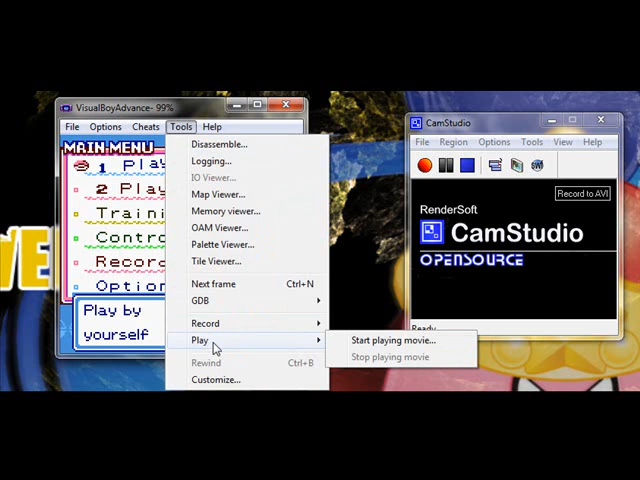 VisualBoyAdvance- 99%
File Options Cheats Tools Help
MAIN MENU
1 Play
2 Play
Traini
Contro
Record
Option
Play by
yourself
Disassemble...
Logging...
IO Viewer...
Map Viewer...
Memory viewer...
OAM Viewer...
Palette Viewer...
Tile Viewer...
Next frame Ctrl+N
GDB
Record
Play
Rewind Ctrl+B
Customize...
Start playing movie...
Stop playing movie
CamStudio
File Region Options Tools View Help
SWF
Record to AVI
RenderSoft
CamStudio
OPENSOURCE
Ready